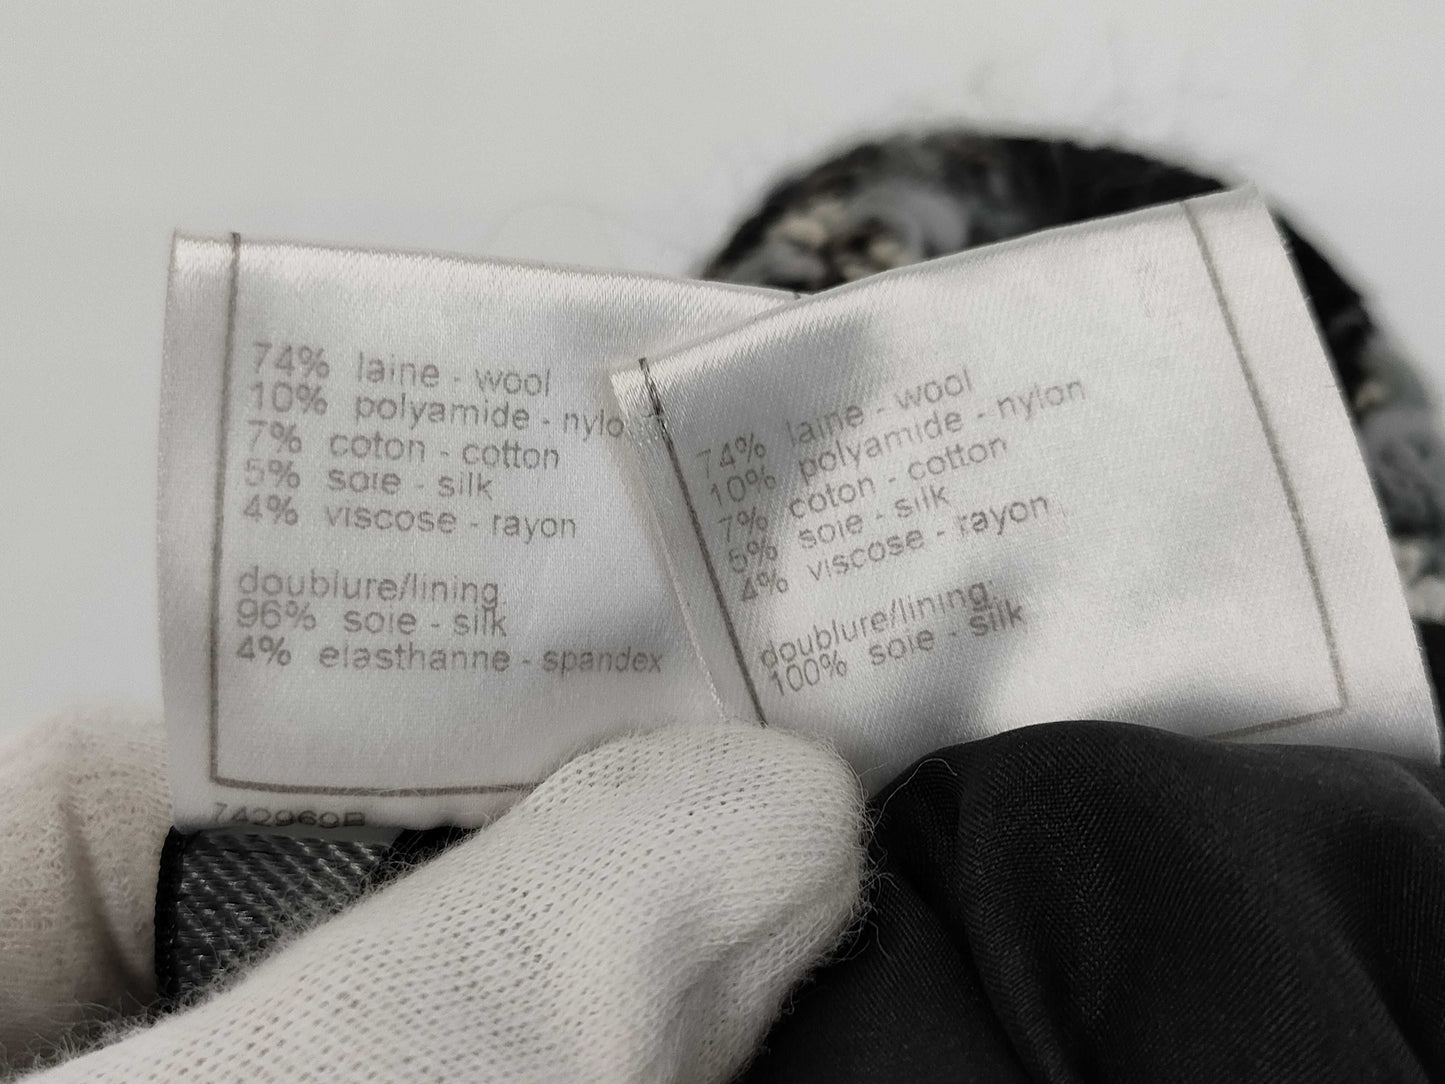 74% laine - wool
10% polyamide - nylo
7% coton - cotton
5% soie - silk
4% viscose - rayon
doublure/lining
96% soie - silk
4% elasthanne - spandex
742969B
74% laine - wool
10% polyamide - nylon
7% coton - cotton
5% soie - silk
4% viscose - rayon
doublure/lining:
100% soie - silk